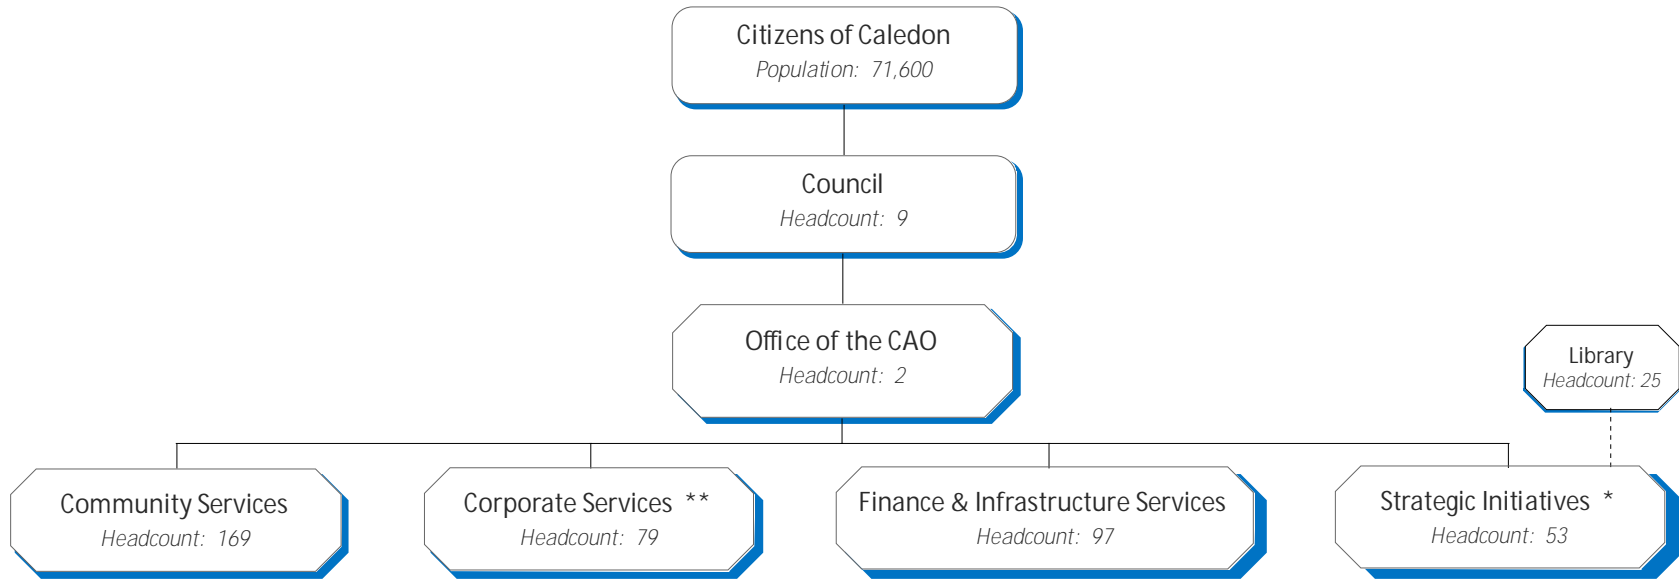 Citizens of Caledon
Population: 71,600
Council
Headcount: 9
Office of the CAO
Headcount: 2
Library
Headcount: 25
Community Services
Headcount: 169
Corporate Services **
Headcount: 79
Finance & Infrastructure Services
Headcount: 97
Strategic Initiatives *
Headcount: 53